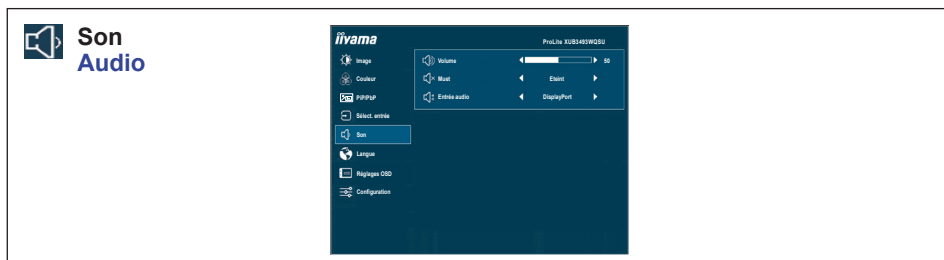 Son
Audio
iiyama
ProLite XUB3493WQSU
Image
Volume
50
Couleur
Muet
Eteint
PiP/PbP
Entrée audio
DisplayPort
Sélect. entrée
Son
Langue
Réglages OSD
Configuration